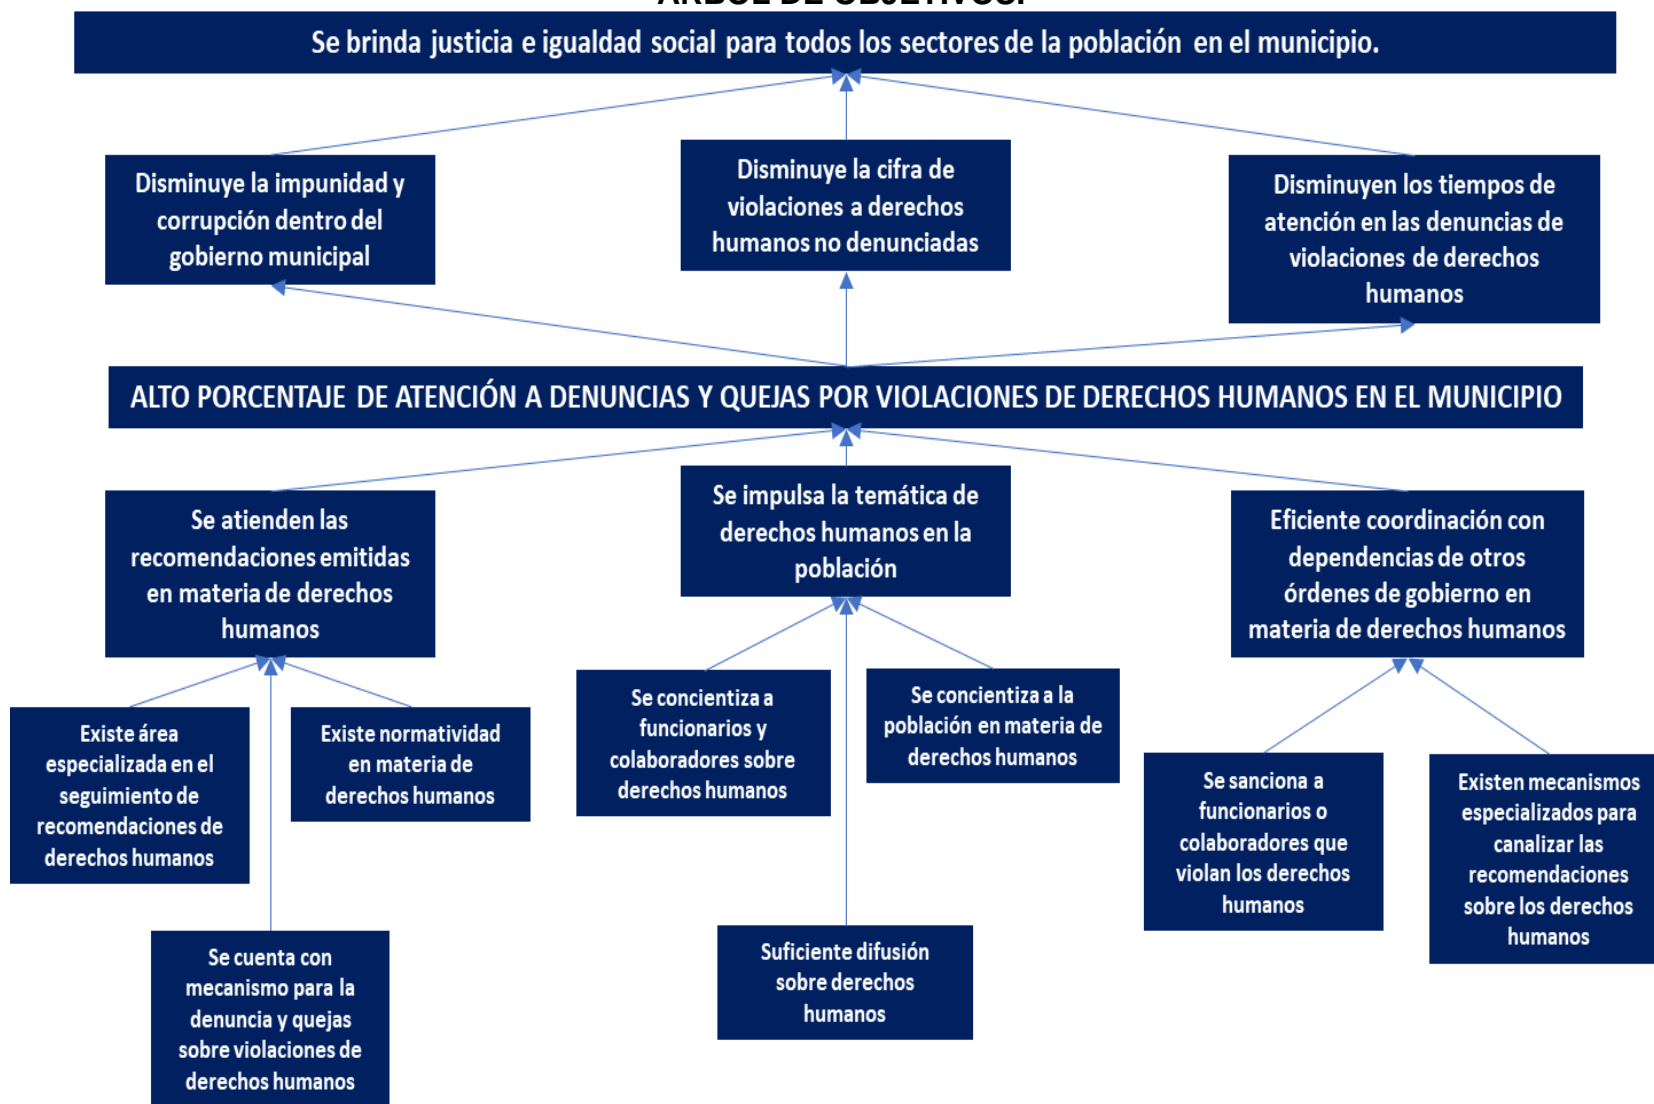 ÁRBOL DE OBJETIVOS.
Se brinda justicia e igualdad social para todos los sectores de la población en el municipio.
Disminuye la impunidad y
corrupción dentro del
gobierno municipal
Disminuye la cifra de
violaciones a derechos
humanos no denunciadas
Disminuyen los tiempos de
atención en las denuncias de
violaciones de derechos
humanos
ALTO PORCENTAJE DE ATENCIÓN A DENUNCIAS Y QUEJAS POR VIOLACIONES DE DERECHOS HUMANOS EN EL MUNICIPIO
Se atienden las
recomendaciones emitidas
en materia de derechos
humanos
Se impulsa la temática de
derechos humanos en la
población
Eficiente coordinación con
dependencias de otros
órdenes de gobierno en
materia de derechos humanos
Existe área
especializada en el
seguimiento de
recomendaciones de
derechos humanos
Existe normatividad
en materia de
derechos humanos
Se concientiza a
funcionarios y
colaboradores sobre
derechos humanos
Se concientiza a la
población en materia de
derechos humanos
Se sanciona a
funcionarios o
colaboradores que
violan los derechos
humanos
Existen mecanismos
especializados para
canalizar las
recomendaciones
sobre los derechos
humanos
Se cuenta con
mecanismo para la
denuncia y quejas
sobre violaciones de
derechos humanos
Suficiente difusión
sobre derechos
humanos